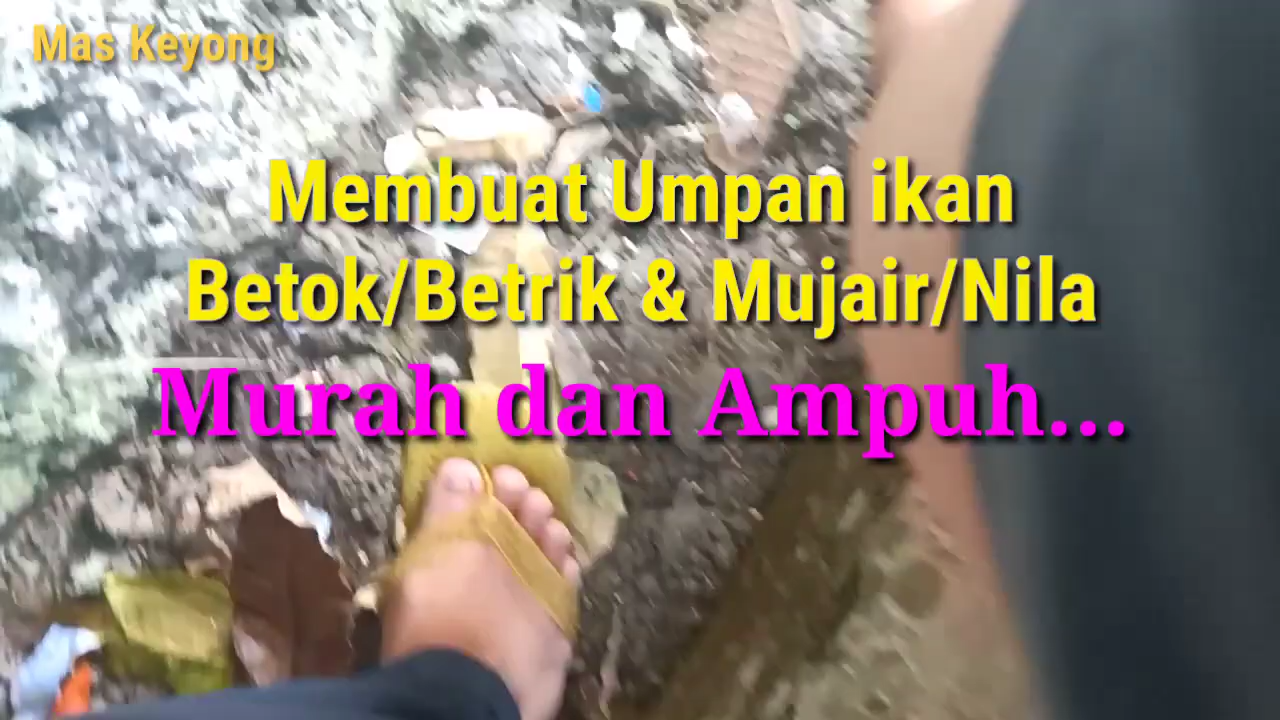 Mas Keyong
Membuat Umpan ikan
Betok/Betrik & Mujair/Nila
Murah dan Ampuh...